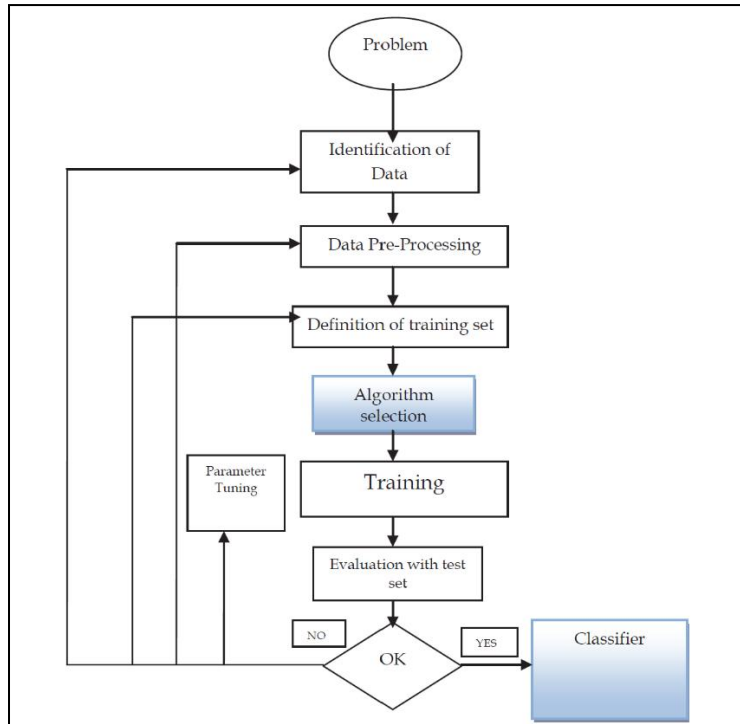 Problem
Identification of
Data
Data Pre-Processing
Definition of training set
Algorithm
selection
Parameter
Tuning
Training
Evaluation with test
set
NO
OK
YES
Classifier